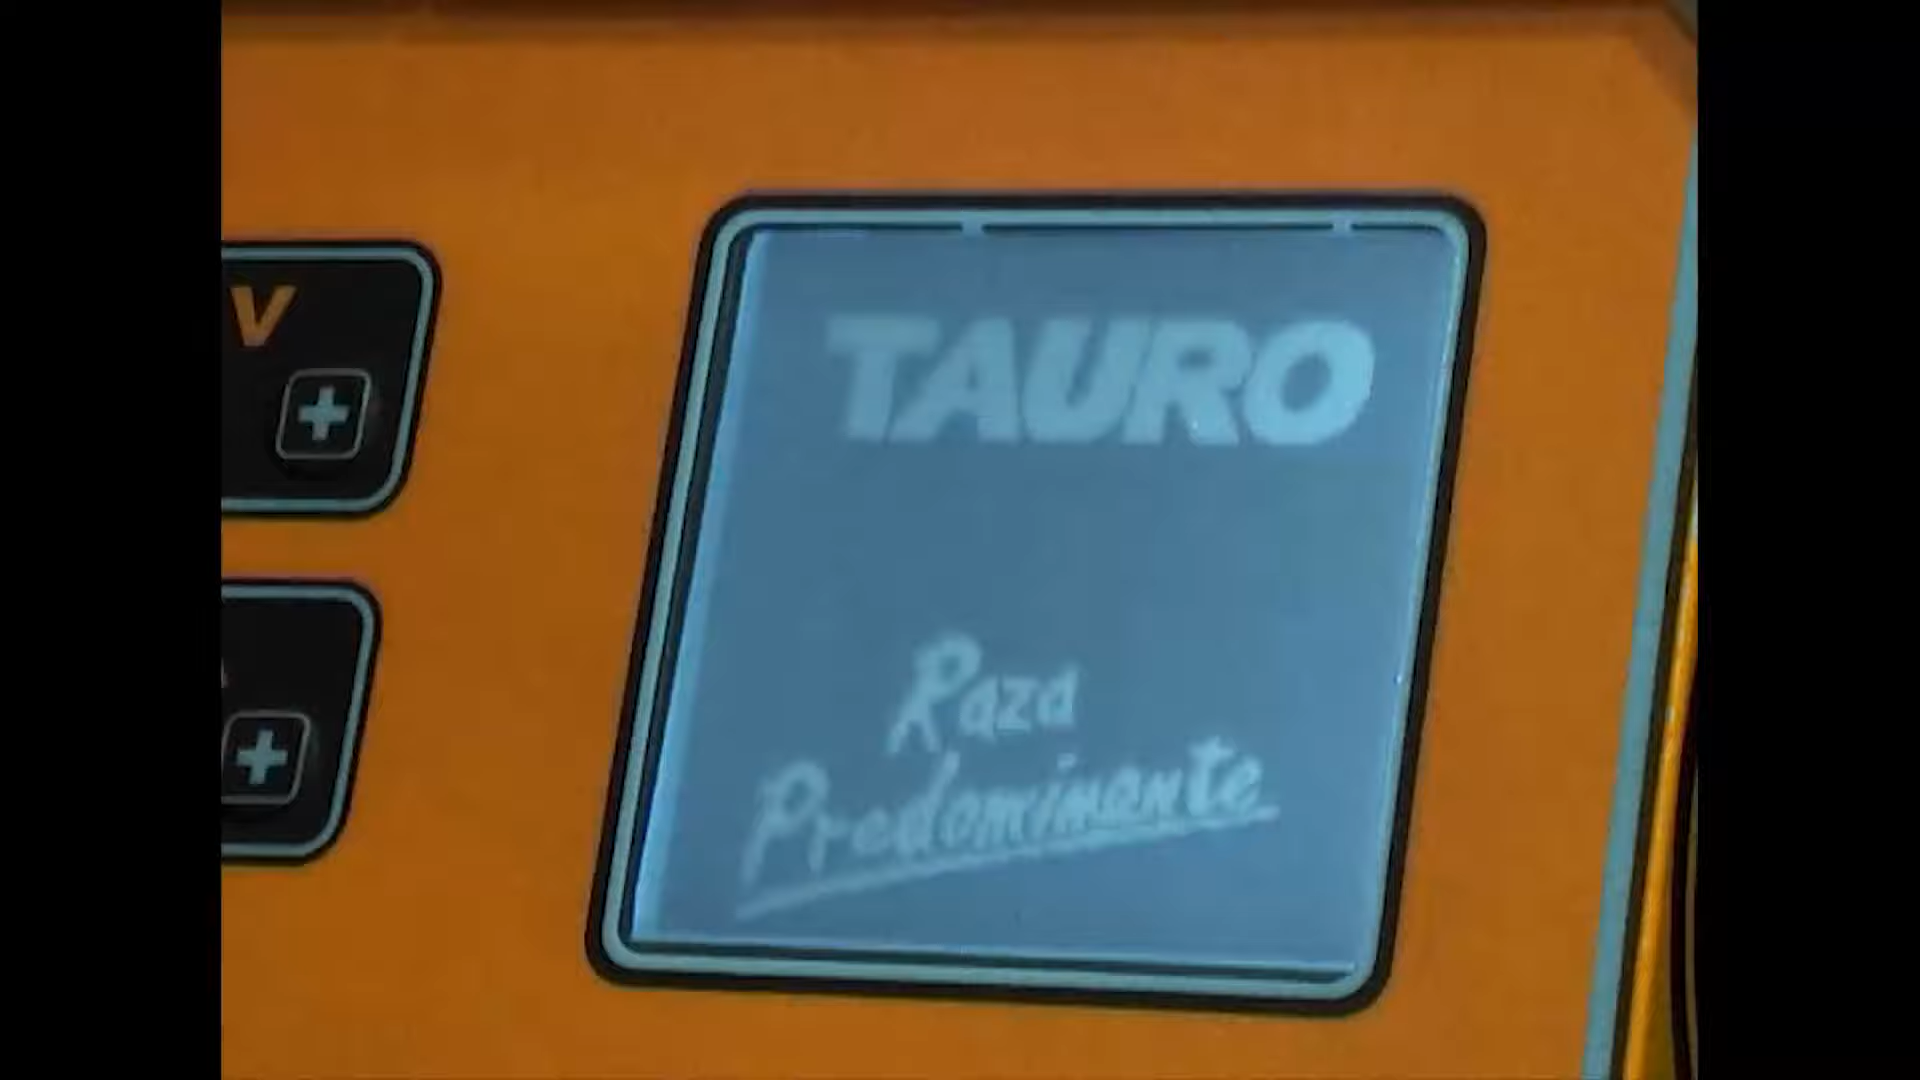 V
+
TAURO
+
Raza
Predominante